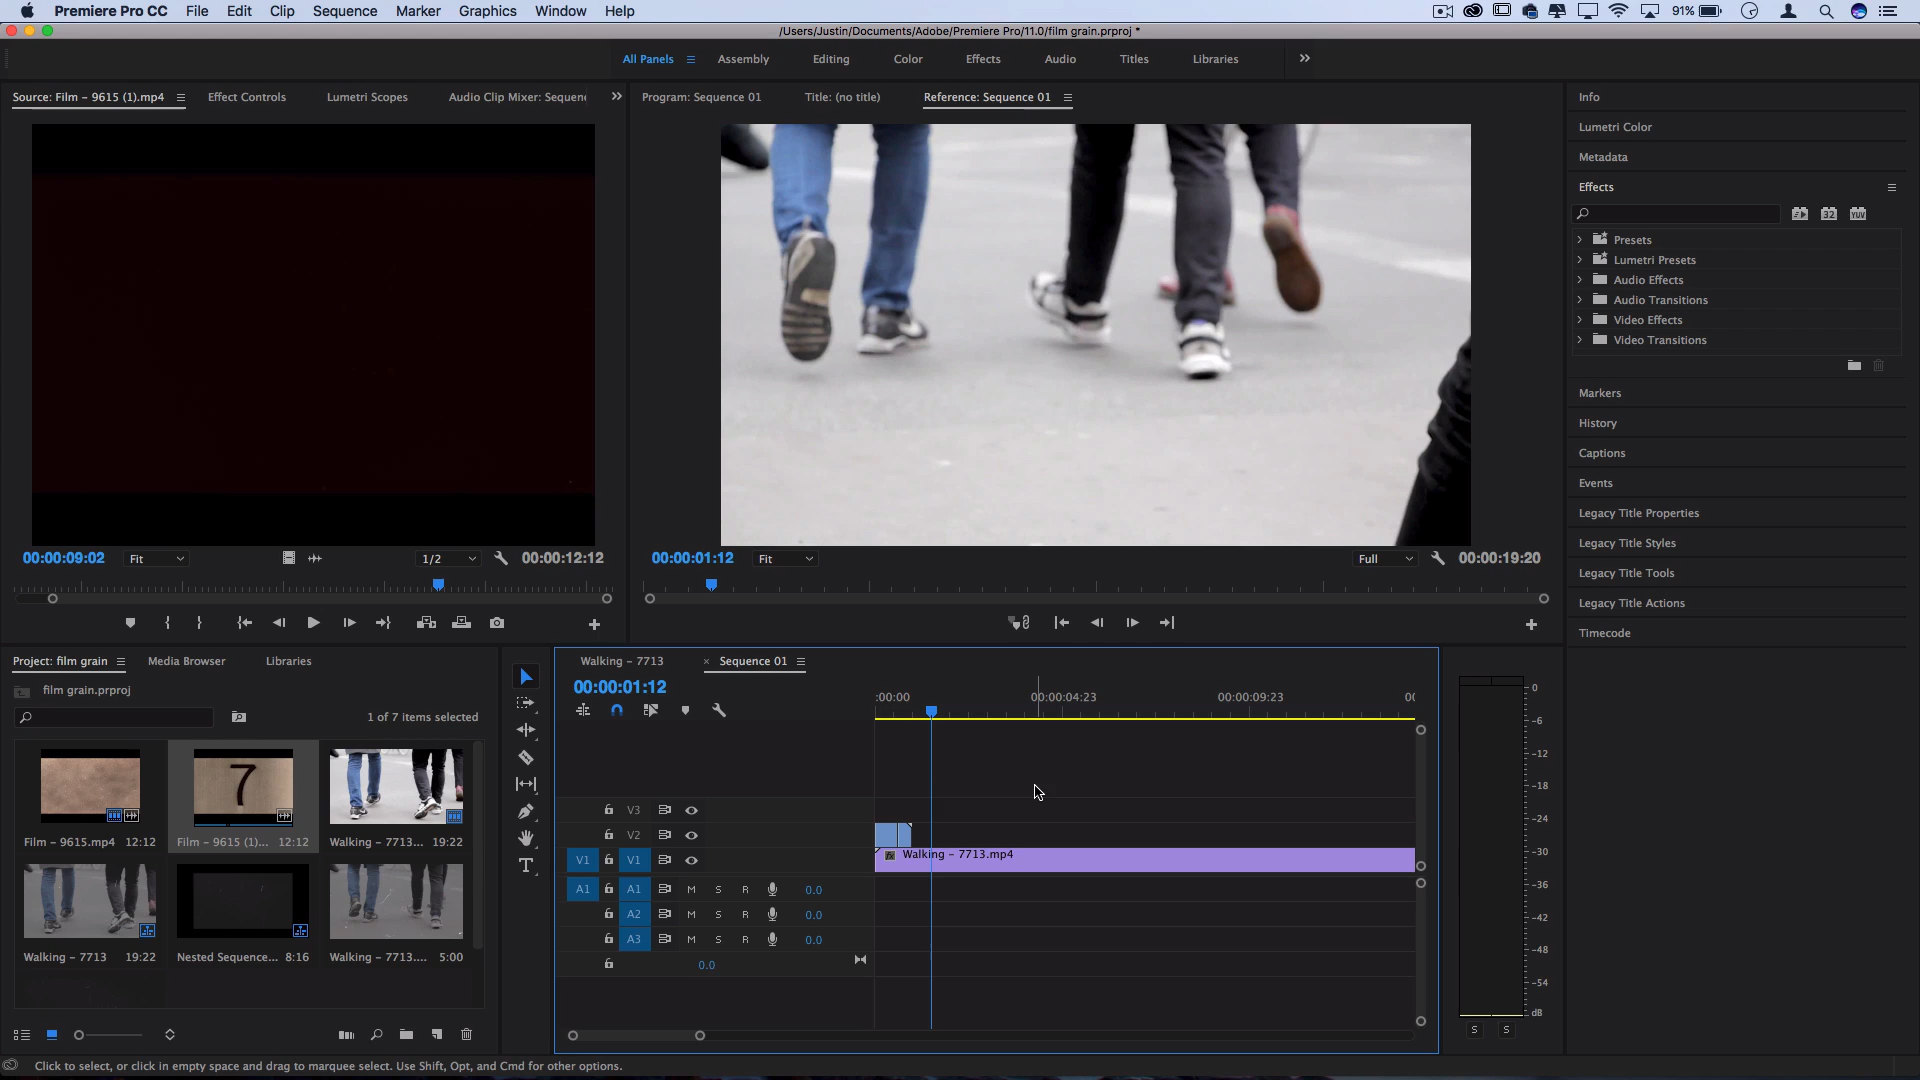 Premiere Pro CC File Edit Clip Sequence Marker Graphics Window Help 91%
/Users/Justin/Documents/Adobe/Premiere Pro/11.0/film grain.prproj *
All Panels Assembly Editing Color Effects Audio Titles Libraries
Source: Film – 9615 (1).mp4 Effect Controls Lumetri Scopes Audio Clip Mixer: Sequen
Program: Sequence 01 Title: (no title) Reference: Sequence 01
Info
Lumetri Color
Metadata
Effects
32 YUV
Presets
Lumetri Presets
Audio Effects
Audio Transitions
Video Effects
Video Transitions
Markers
History
Captions
Events
Legacy Title Properties
Legacy Title Styles
Legacy Title Tools
Legacy Title Actions
Timecode
00:00:09:02 Fit 1/2 00:00:12:12
00:00:01:12 Fit Full 00:00:19:20
Project: film grain Media Browser Libraries
film grain.prproj
1 of 7 items selected
7
Film – 9615.mp4 12:12 Film – 9615 (1)... 12:12 Walking – 7713... 19:22
Walking – 7713 19:22 Nested Sequence... 8:16 Walking – 7713.... 5:00
Walking – 7713 × Sequence 01
00:00:01:12
:00:00 00:00:04:23 00:00:09:23 00
V3
V2
V1 V1 Walking – 7713.mp4
A1 A1 M S R 0.0
A2 M S R 0.0
A3 M S R 0.0
0.0
0
-6
-12
-18
-24
-30
-36
-42
-48
-54
dB
S S
Click to select, or click in empty space and drag to marquee select. Use Shift, Opt, and Cmd for other options.